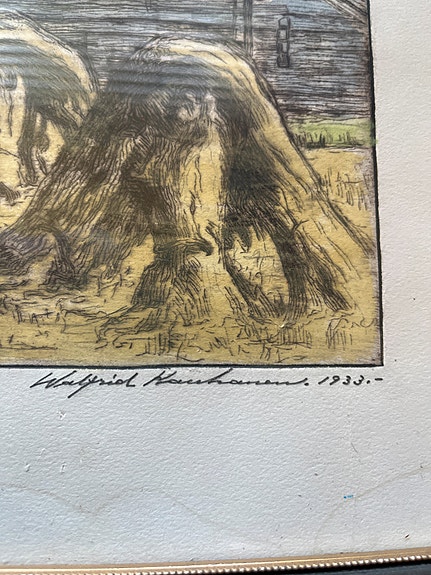 Walfrid Kauhanen. 1933.-